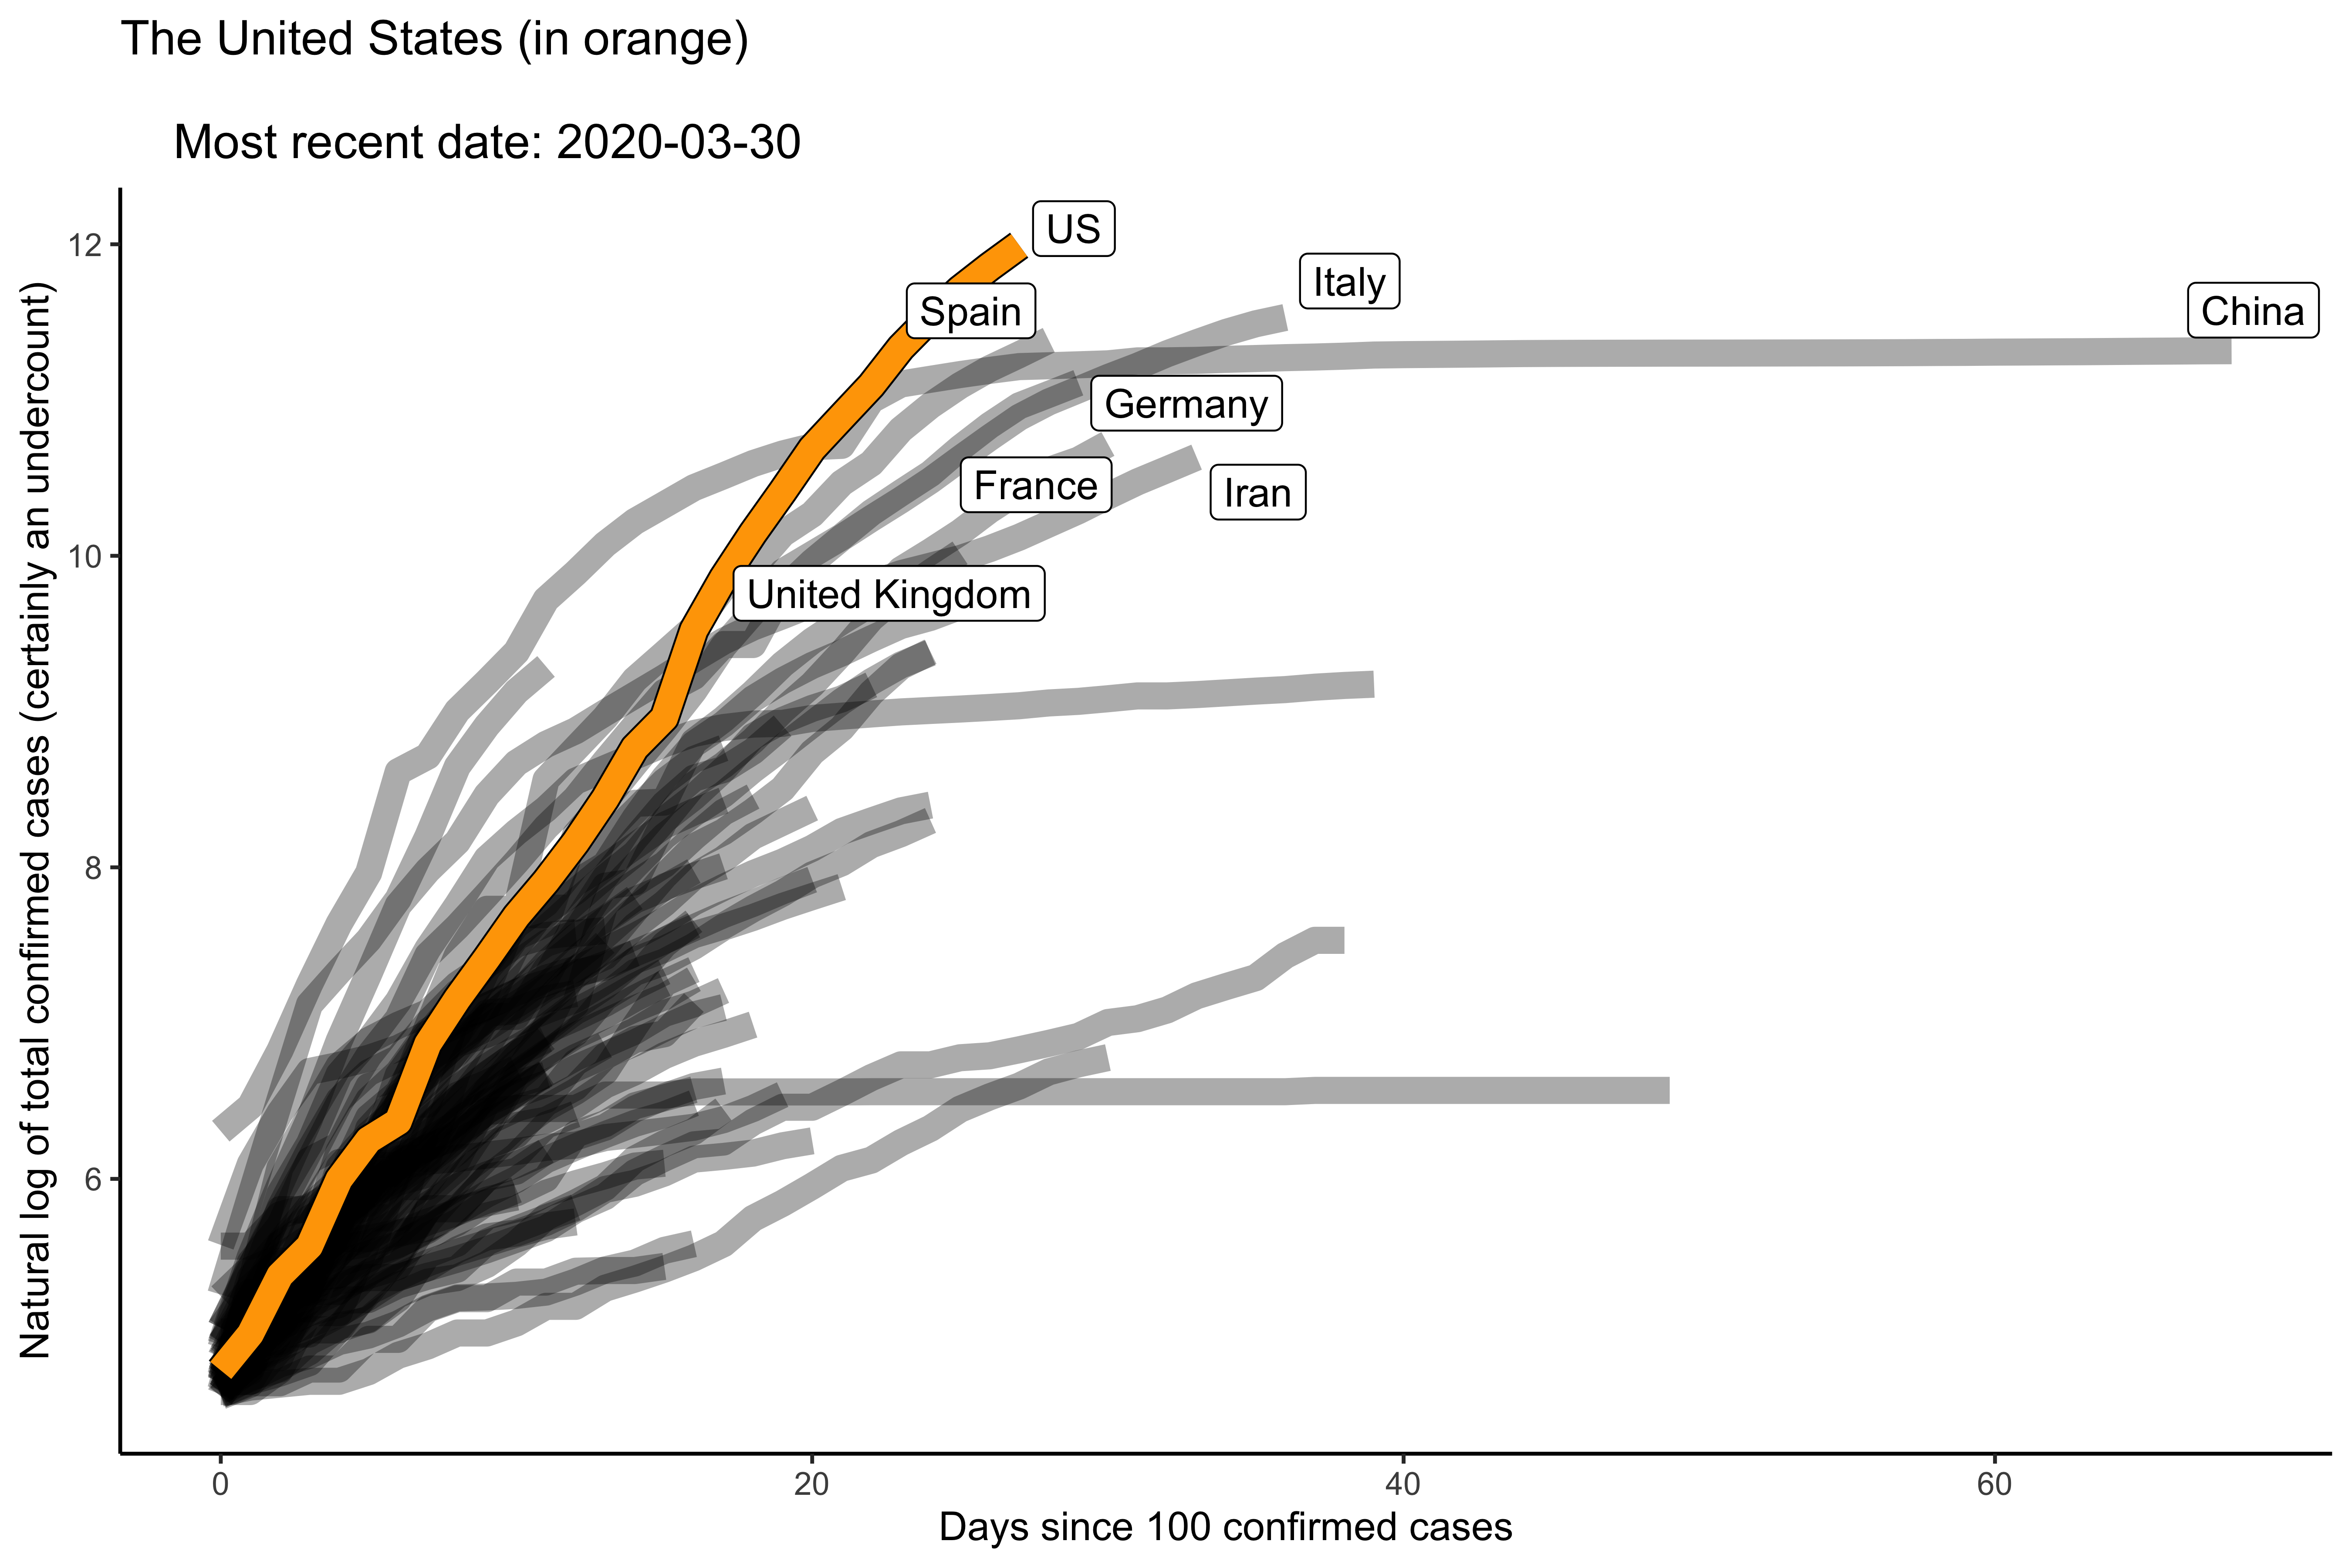 The United States (in orange)
Most recent date: 2020-03-30
Natural log of total confirmed cases (certainly an undercount)
12
10
8
6
US
Spain
Italy
China
Germany
France
Iran
United Kingdom
0
20
40
60
Days since 100 confirmed cases